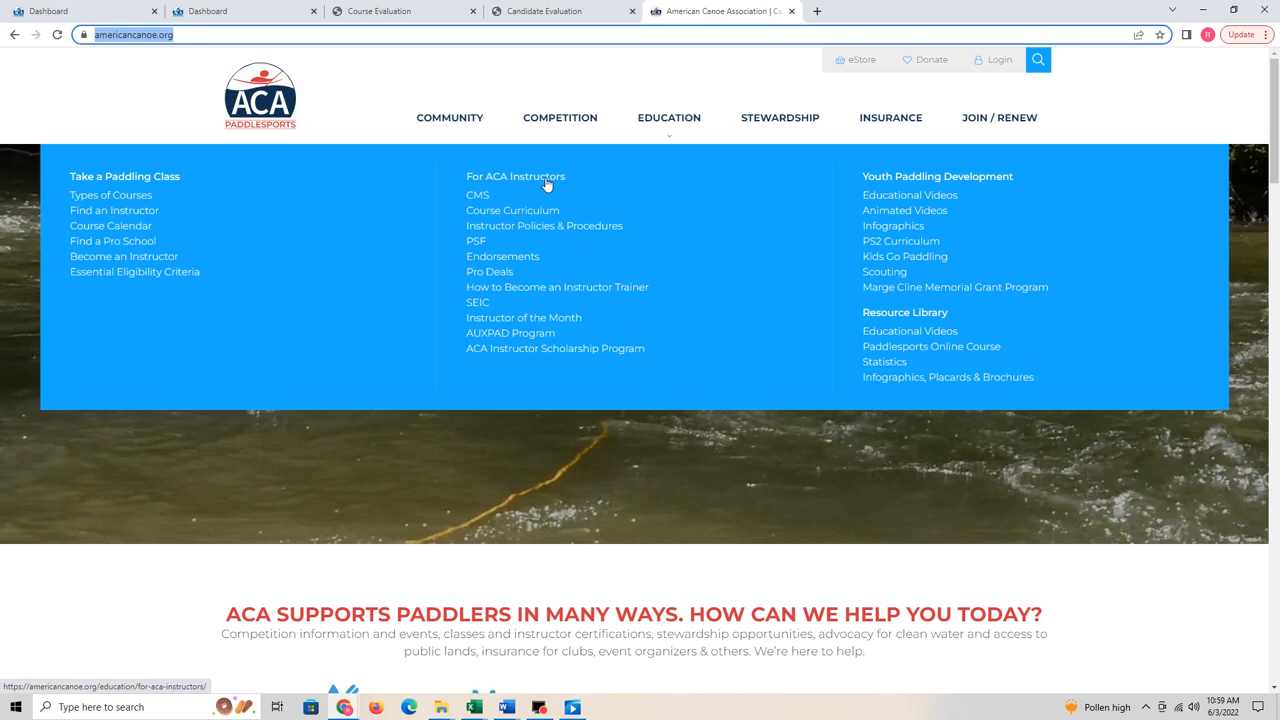 Dashboard
Dashboard
Course Evaluation
Candidate Evaluation
American Canoe Association | Ca
americancanoe.org
R
Update
eStore
Donate
Login
ACA
PADDLESPORTS
COMMUNITY
COMPETITION
EDUCATION
STEWARDSHIP
INSURANCE
JOIN / RENEW
Take a Paddling Class
Types of Courses
Find an Instructor
Course Calendar
Find a Pro School
Become an Instructor
Essential Eligibility Criteria
For ACA Instructors
CMS
Course Curriculum
Instructor Policies & Procedures
PSF
Endorsements
Pro Deals
How to Become an Instructor Trainer
SEIC
Instructor of the Month
AUXPAD Program
ACA Instructor Scholarship Program
Youth Paddling Development
Educational Videos
Animated Videos
Infographics
PS2 Curriculum
Kids Go Paddling
Scouting
Marge Cline Memorial Grant Program
Resource Library
Educational Videos
Paddlesports Online Course
Statistics
Infographics, Placards & Brochures
ACA SUPPORTS PADDLERS IN MANY WAYS. HOW CAN WE HELP YOU TODAY?
Competition information and events, classes and instructor certifications, stewardship opportunities, advocacy for clean water and access to
public lands, insurance for clubs, event organizers & others. We're here to help.
https://americancanoe.org/education/for-aca-instructors/
Type here to search
Pollen high
10:59 AM
6/3/2022